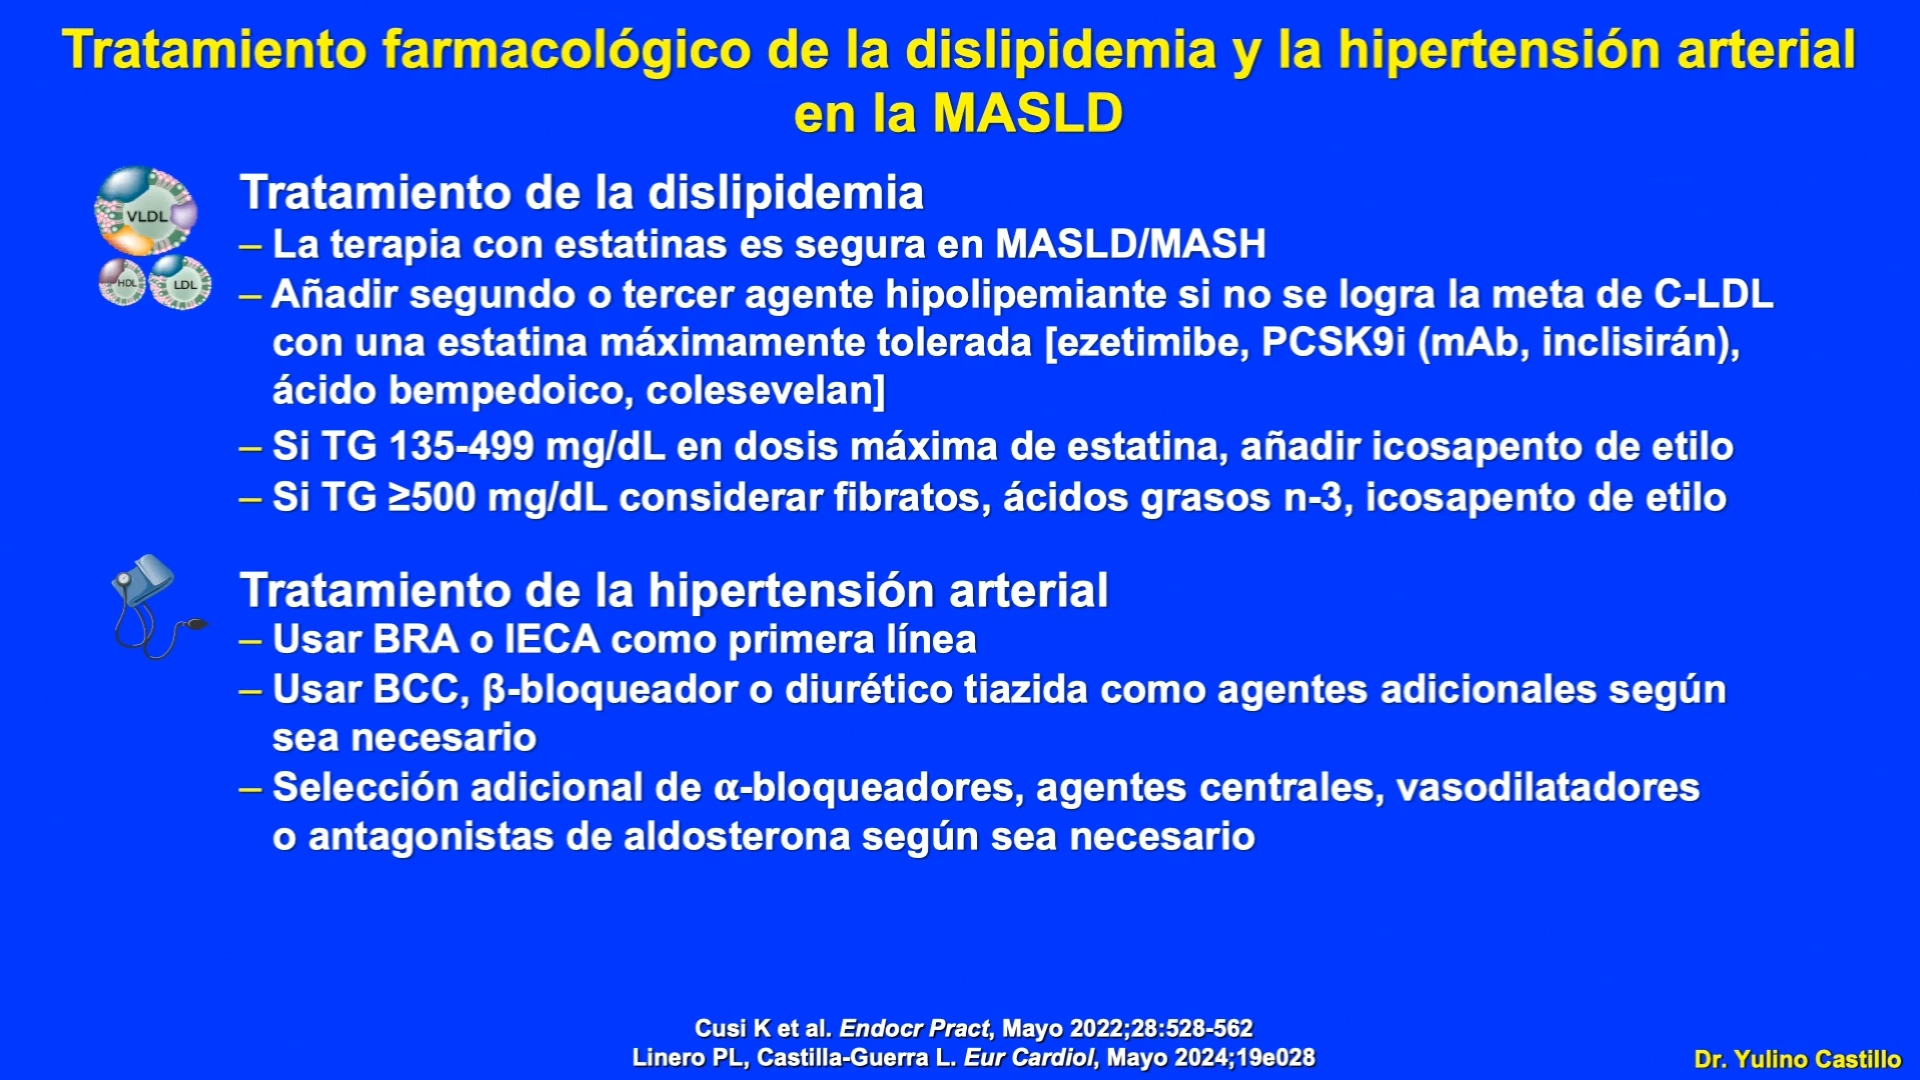 Tratamiento farmacológico de la dislipidemia y la hipertensión arterial
en la MASLD
VLDL
HDL
LDL
Tratamiento de la dislipidemia
– La terapia con estatinas es segura en MASLD/MASH
– Añadir segundo o tercer agente hipolipemiante si no se logra la meta de C-LDL
con una estatina máximamente tolerada [ezetimibe, PCSK9i (mAb, inclisirán),
ácido bempedoico, colesevelan]
– Si TG 135-499 mg/dL en dosis máxima de estatina, añadir icosapento de etilo
– Si TG ≥500 mg/dL considerar fibratos, ácidos grasos n-3, icosapento de etilo
Tratamiento de la hipertensión arterial
– Usar BRA o IECA como primera línea
– Usar BCC, β-bloqueador o diurético tiazida como agentes adicionales según
sea necesario
– Selección adicional de α-bloqueadores, agentes centrales, vasodilatadores
o antagonistas de aldosterona según sea necesario
Cusi K et al. Endocr Pract, Mayo 2022;28:528-562
Linero PL, Castilla-Guerra L. Eur Cardiol, Mayo 2024;19e028
Dr. Yulino Castillo